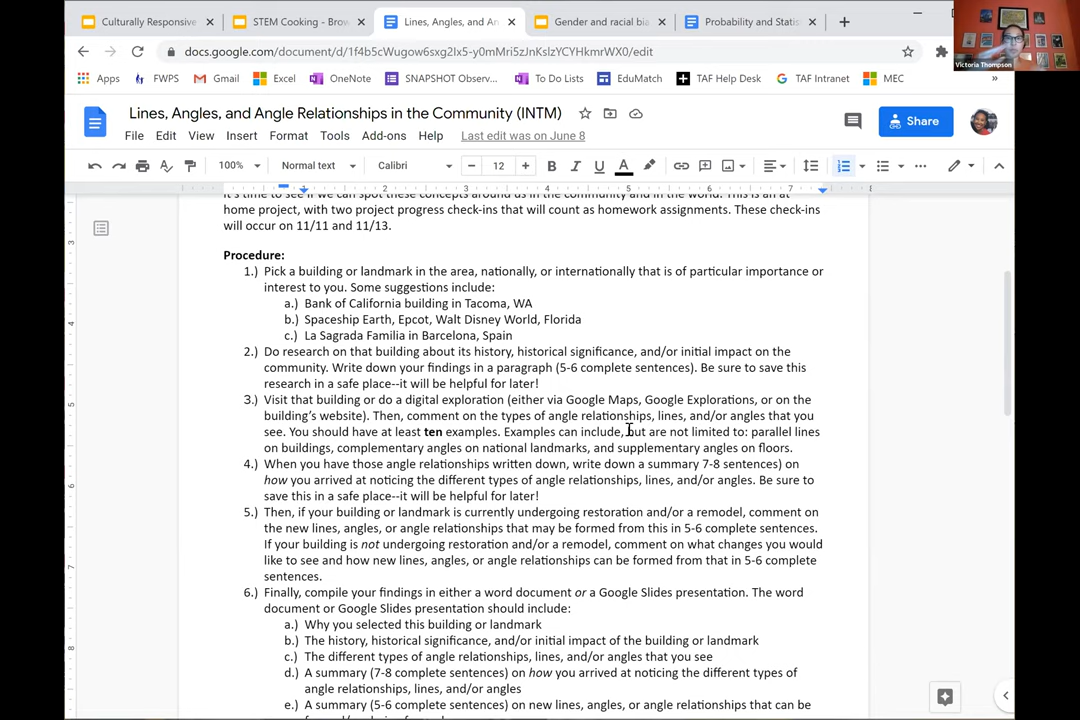 Culturally Responsive
STEM Cooking - Brow
Lines, Angles, and An
Gender and racial bi
Probability and Statis
docs.google.com/document/d/1f4b5cWugow6sxg2Ix5-y0mMri5zJnKslzYCYHkmrWX0/edit
Victoria Thompson
Apps
FWPS
Gmail
Excel
OneNote
SNAPSHOT Observ...
To Do Lists
EduMatch
TAF Help Desk
TAF Intranet
MEC
»
Lines, Angles, and Angle Relationships in the Community (INTM)
Share
File Edit View Insert Format Tools Add-ons Help Last edit was on June 8
100% Normal text Calibri 12 B I U A
1 2 3 4 5 6 7
home project, with two project progress check-ins that will count as homework assignments. These check-ins
will occur on 11/11 and 11/13.
Procedure:
1.) Pick a building or landmark in the area, nationally, or internationally that is of particular importance or
interest to you. Some suggestions include:
a.) Bank of California building in Tacoma, WA
b.) Spaceship Earth, Epcot, Walt Disney World, Florida
c.) La Sagrada Familia in Barcelona, Spain
2.) Do research on that building about its history, historical significance, and/or initial impact on the
community. Write down your findings in a paragraph (5-6 complete sentences). Be sure to save this
research in a safe place--it will be helpful for later!
3.) Visit that building or do a digital exploration (either via Google Maps, Google Explorations, or on the
building's website). Then, comment on the types of angle relationships, lines, and/or angles that you
see. You should have at least ten examples. Examples can include, but are not limited to: parallel lines
on buildings, complementary angles on national landmarks, and supplementary angles on floors.
4.) When you have those angle relationships written down, write down a summary 7-8 sentences) on
how you arrived at noticing the different types of angle relationships, lines, and/or angles. Be sure to
save this in a safe place--it will be helpful for later!
5.) Then, if your building or landmark is currently undergoing restoration and/or a remodel, comment on
the new lines, angles, or angle relationships that may be formed from this in 5-6 complete sentences.
If your building is not undergoing restoration and/or a remodel, comment on what changes you would
like to see and how new lines, angles, or angle relationships can be formed from that in 5-6 complete
sentences.
6.) Finally, compile your findings in either a word document or a Google Slides presentation. The word
document or Google Slides presentation should include:
a.) Why you selected this building or landmark
b.) The history, historical significance, and/or initial impact of the building or landmark
c.) The different types of angle relationships, lines, and/or angles that you see
d.) A summary (7-8 complete sentences) on how you arrived at noticing the different types of
angle relationships, lines, and/or angles
e.) A summary (5-6 complete sentences) on new lines, angles, or angle relationships that can be